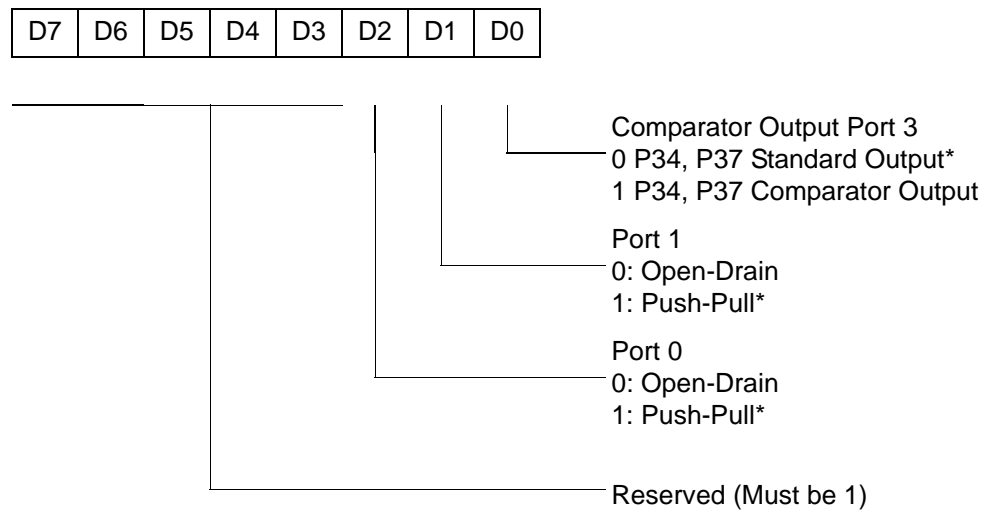 D7 D6 D5 D4 D3 D2 D1 D0
Comparator Output Port 3
0 P34, P37 Standard Output*
1 P34, P37 Comparator Output
Port 1
0: Open-Drain
1: Push-Pull*
Port 0
0: Open-Drain
1: Push-Pull*
Reserved (Must be 1)